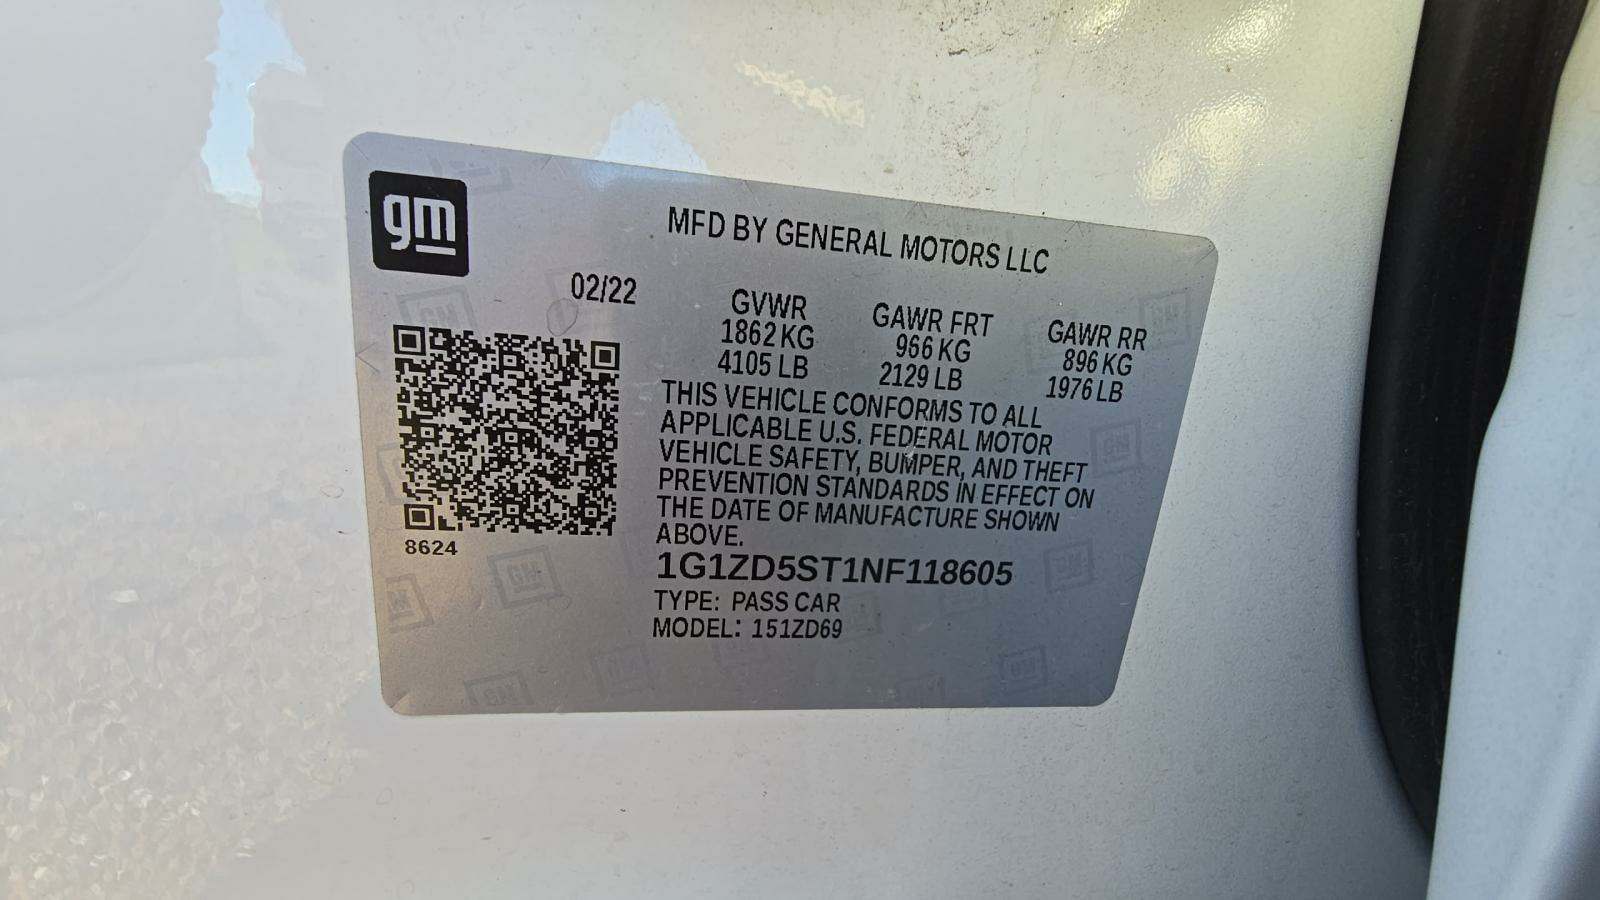 gm
MFD BY GENERAL MOTORS LLC
02/22
GVWR GAWR FRT GAWR RR
1862 KG 966 KG 896 KG
4105 LB 2129 LB 1976 LB
THIS VEHICLE CONFORMS TO ALL
APPLICABLE U.S. FEDERAL MOTOR
VEHICLE SAFETY, BUMPER, AND THEFT
PREVENTION STANDARDS IN EFFECT ON
THE DATE OF MANUFACTURE SHOWN
ABOVE.
8624
1G1ZD5ST1NF118605
TYPE: PASS CAR
MODEL: 151ZD69